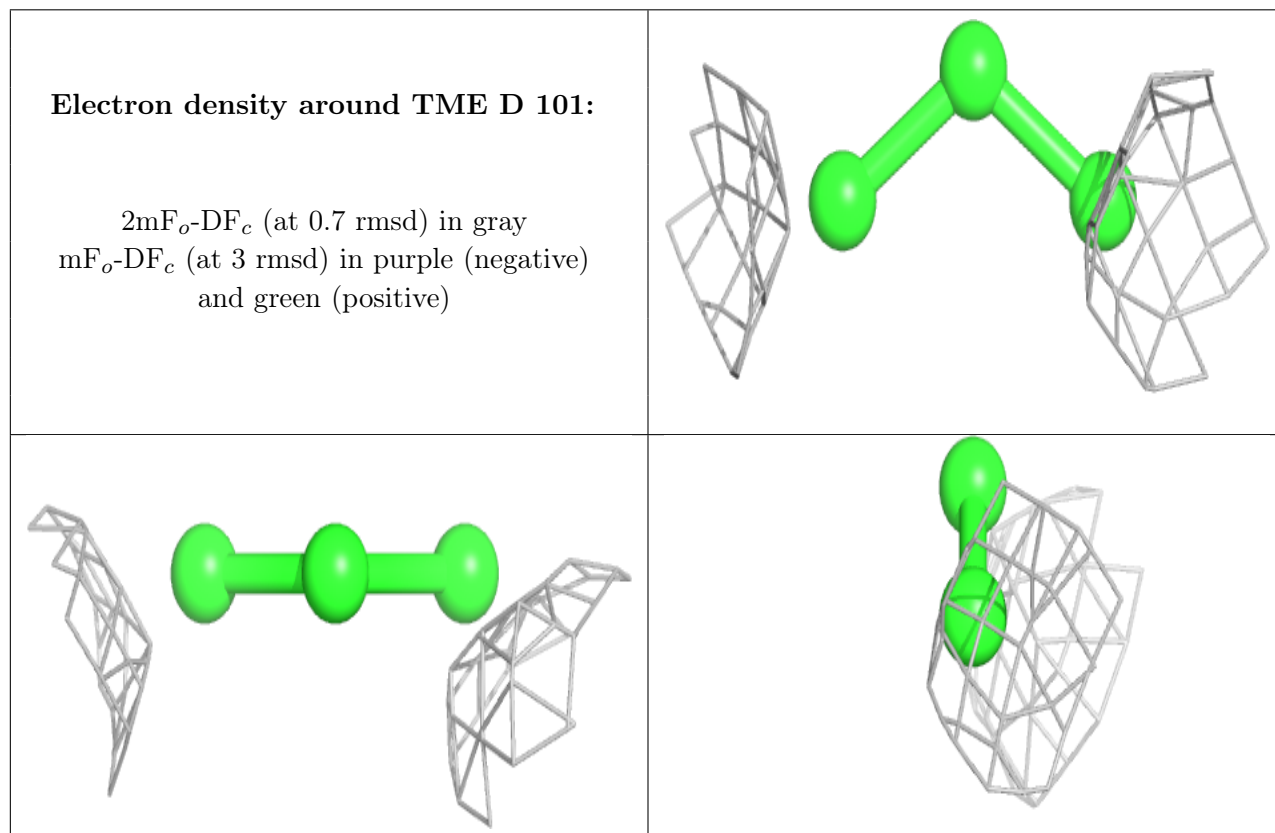 Electron density around TME D 101:
2mFo-DFc (at 0.7 rmsd) in gray
mFo-DFc (at 3 rmsd) in purple (negative)
and green (positive)